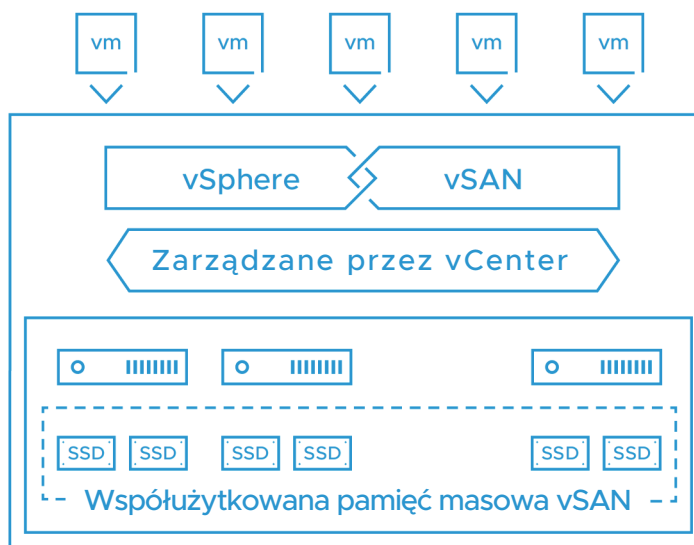 vm vm vm vm vm
vSphere vSAN
Zarządzane przez vCenter
SSD SSD SSD SSD SSD SSD
Współużytkowana pamięć masowa vSAN